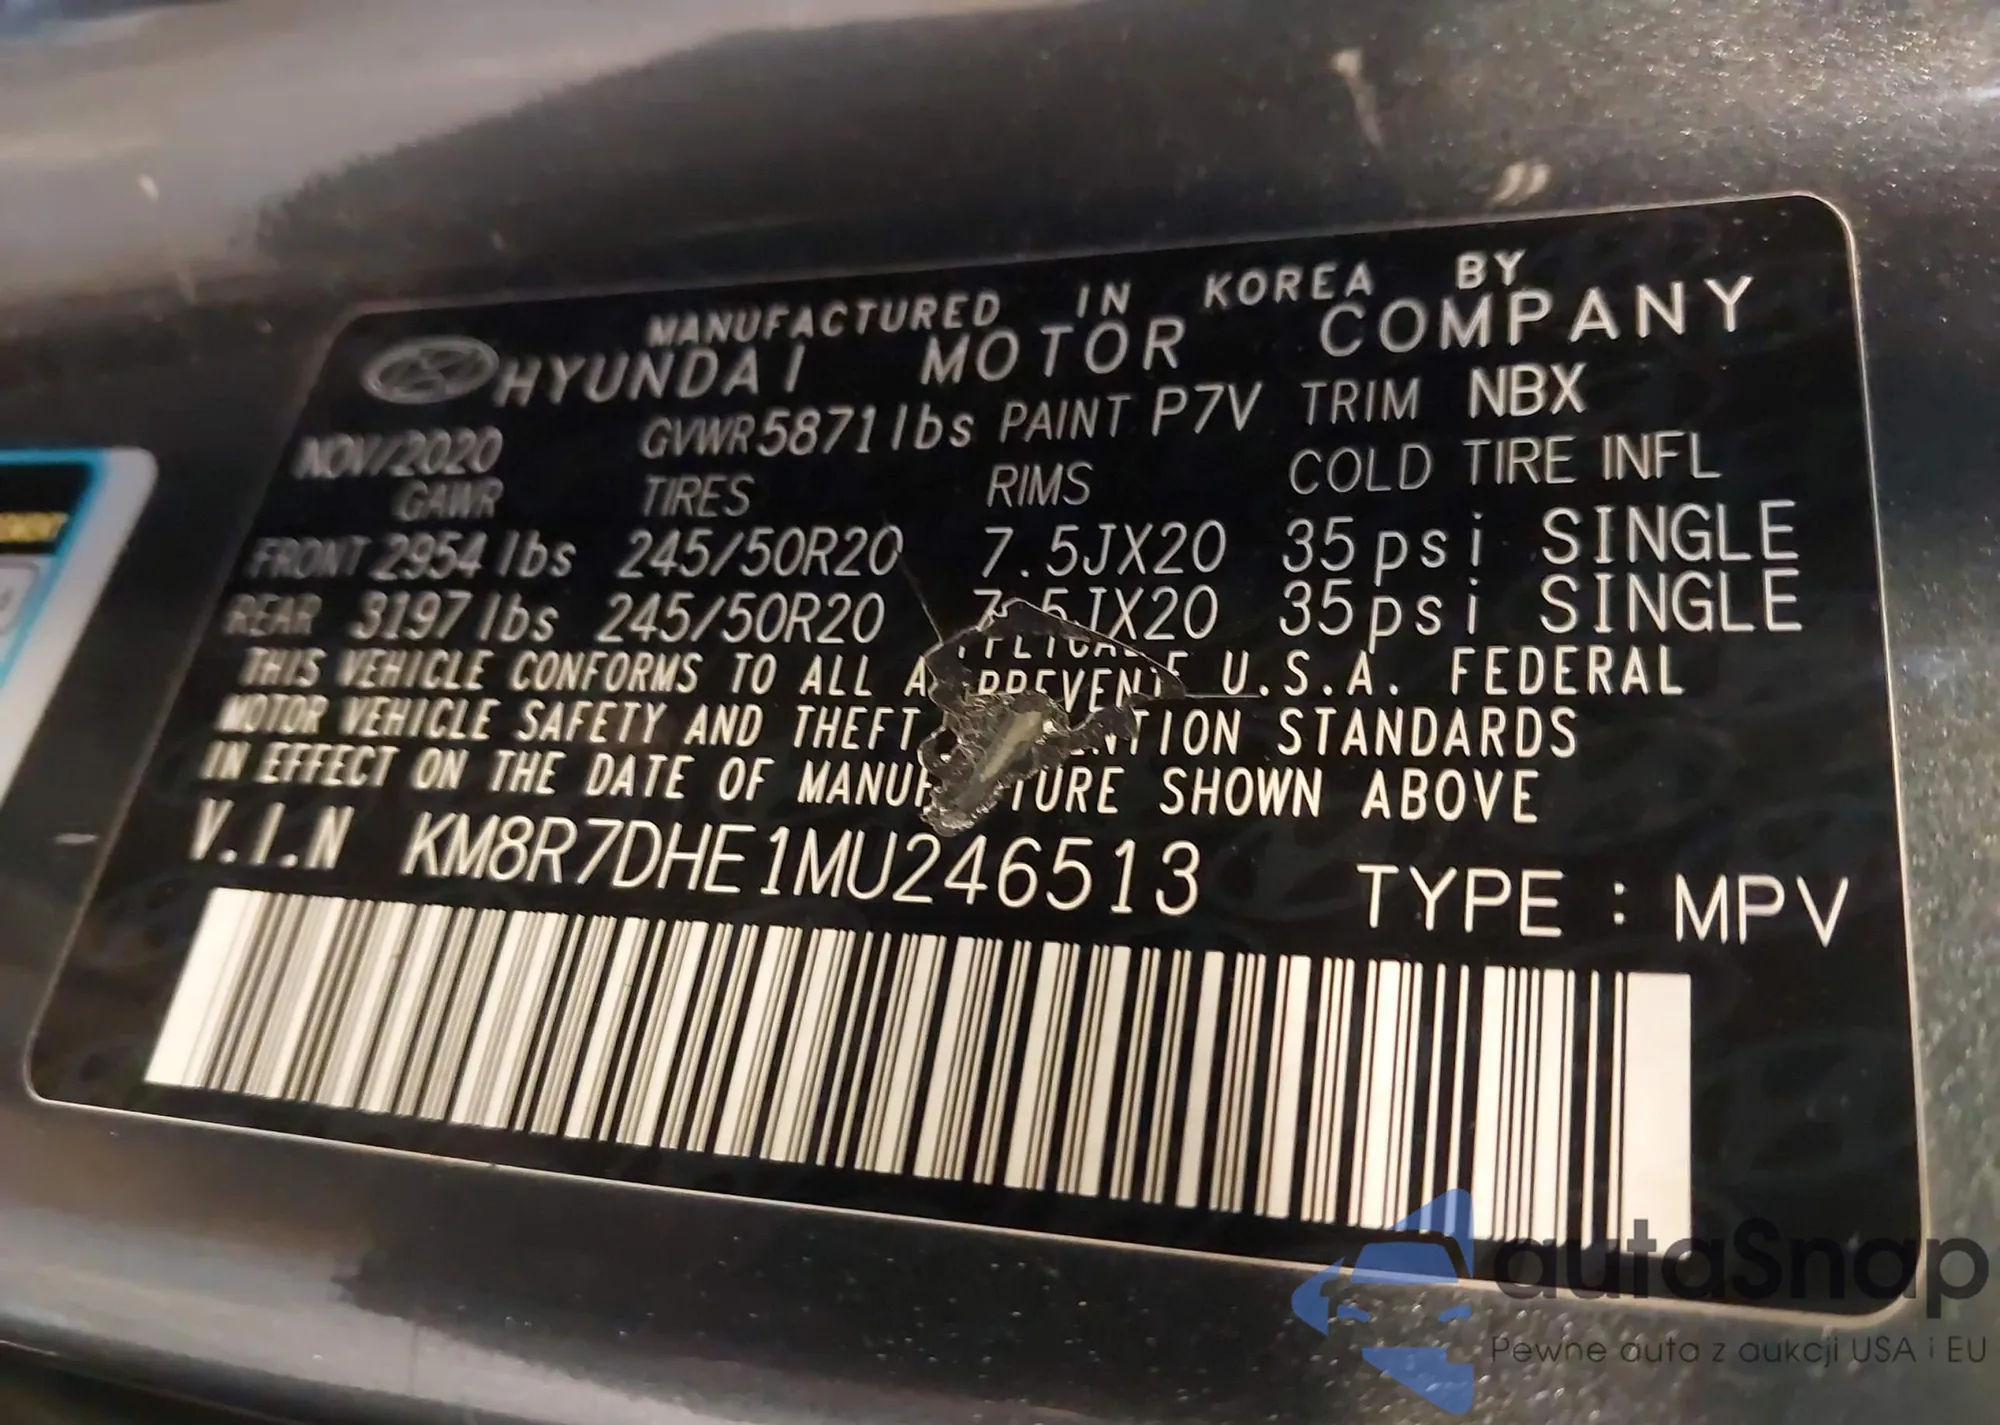 MANUFACTURED IN KOREA BY
HYUNDAI MOTOR COMPANY
NOV/2020 GVWR 5871 lbs PAINT P7V TRIM NBX
GAWR TIRES RIMS COLD TIRE INFL
FRONT 2954 lbs 245/50R20 7.5JX20 35psi SINGLE
REAR 3197 lbs 245/50R20 7.5JX20 35psi SINGLE
THIS VEHICLE CONFORMS TO ALL U.S.A. FEDERAL
MOTOR VEHICLE SAFETY AND THEFT STANDARDS
IN EFFECT ON THE DATE OF SHOWN ABOVE
V.I.N KM8R7DHE1MU246513 TYPE : MPV
autaSnap
Pewne auta z aukcji USA i EU